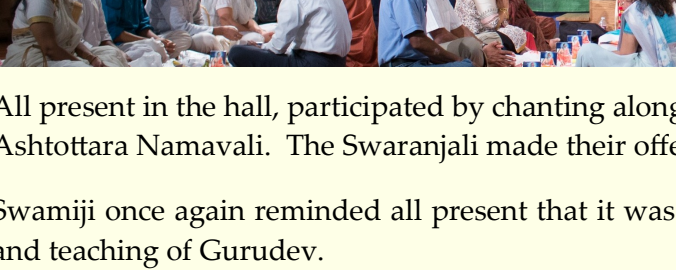 All present in the hall, participated by chanting along
Ashtottara Namavali. The Swaranjali made their
Swamiji once again reminded all present that it was
and teaching of Gurudev.